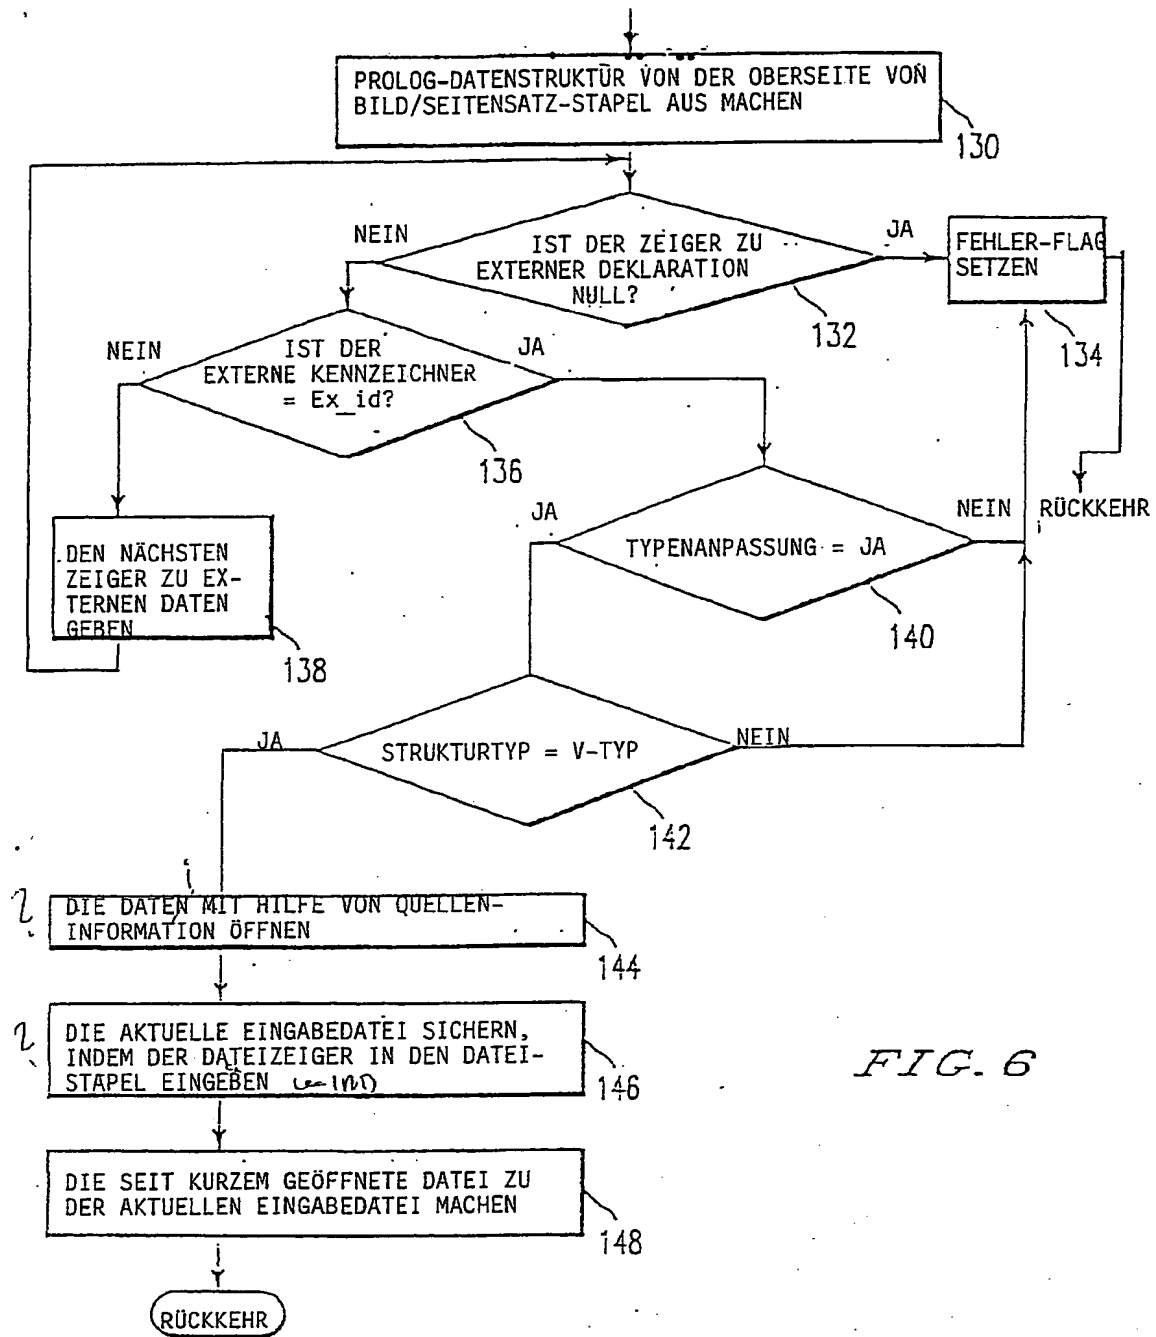 PROLOG-DATENSTRUKTÜR VON DER OBERSEITE VON
BILD/SEITENSATZ-STAPEL AUS MACHEN
130
NEIN
IST DER ZEIGER ZU
EXTERNER DEKLARATION
NULL?
JA
132
FEHLER-FLAG
SETZEN
134
NEIN
IST DER
EXTERNE KENNZEICHNER
= Ex_id?
JA
136
DEN NÄCHSTEN
ZEIGER ZU EX-
TERNEN DATEN
GEBEN
138
JA
TYPENANPASSUNG = JA
NEIN
140
RÜCKKEHR
JA
STRUKTURTYP = V-TYP
NEIN
142
DIE DATEN MIT HILFE VON QUELLEN-
INFORMATION ÖFFNEN
144
DIE AKTUELLE EINGABEDATEI SICHERN,
INDEM DER DATEIZEIGER IN DEN DATEI-
STAPEL EINGEBEN
146
DIE SEIT KURZEM GEÖFFNETE DATEI ZU
DER AKTUELLEN EINGABEDATEI MACHEN
148
RÜCKKEHR
FIG. 6